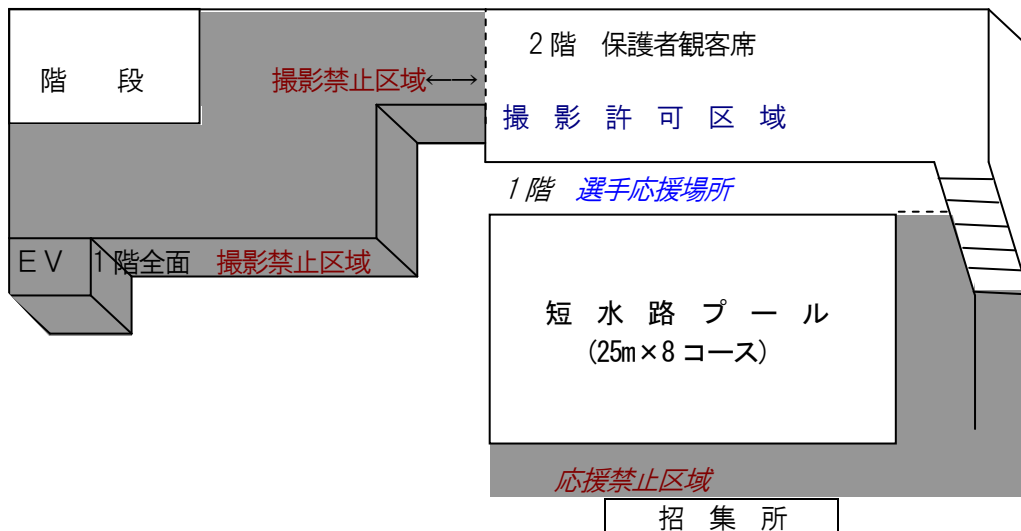 2階 保護者観客席
階 段
撮影禁止区域←→
撮 影 許 可 区 域
1階 選手応援場所
EV 1階全面 撮影禁止区域
短 水 路 プ ー ル
(25m×8コース)
応援禁止区域
招 集 所